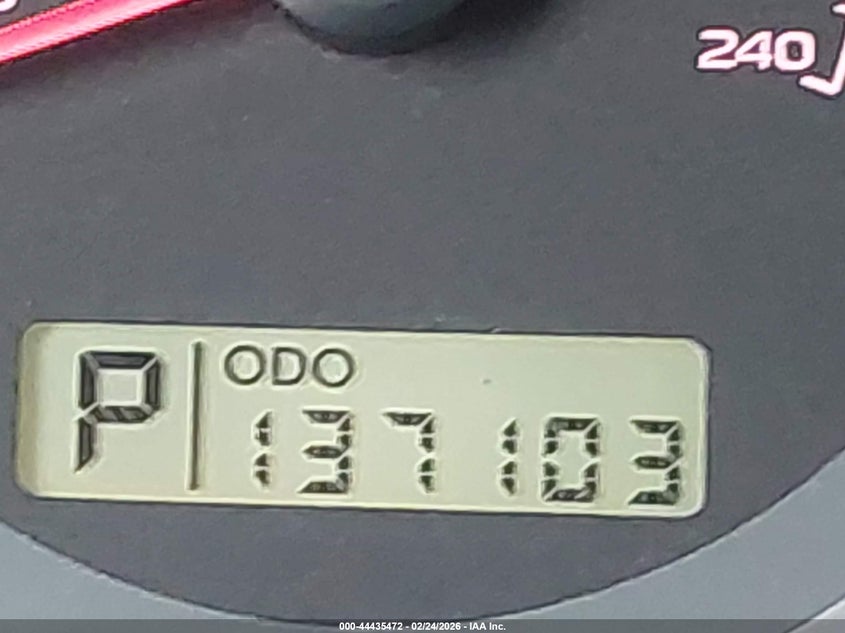 240
P ODO
137103
000-44435472 - 02/24/2026 - IAA Inc.